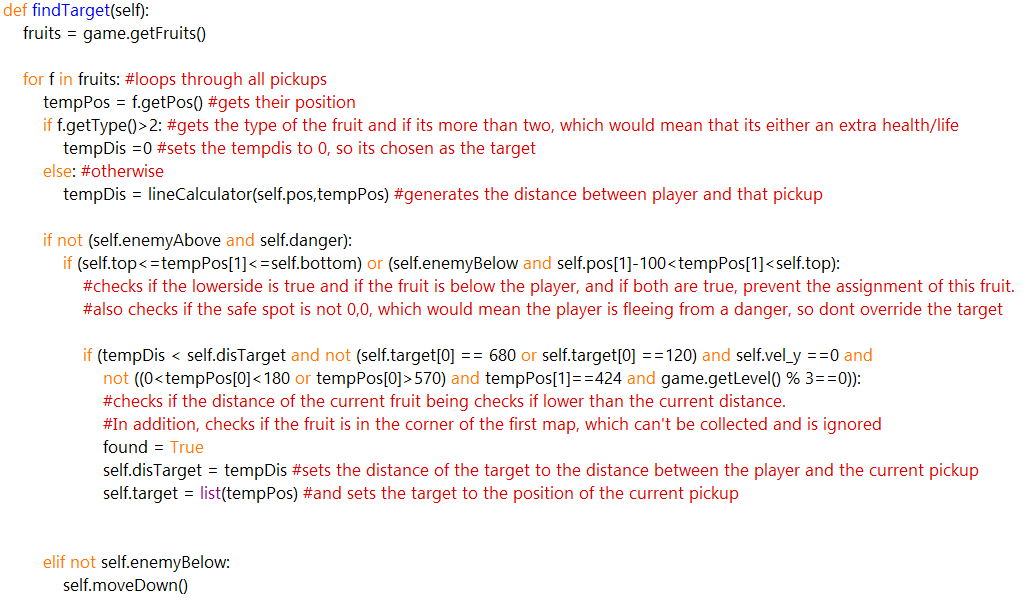 def findTarget(self):
fruits = game.getFruits()
for f in fruits: #loops through all pickups
tempPos = f.getPos() #gets their position
if f.getType()>2: #gets the type of the fruit and if its more than two, which would mean that its either an extra health/life
tempDis =0 #sets the tempdis to 0, so its chosen as the target
else: #otherwise
tempDis = lineCalculator(self.pos,tempPos) #generates the distance between player and that pickup
if not (self.enemyAbove and self.danger):
if (self.top<=tempPos[1]<=self.bottom) or (self.enemyBelow and self.pos[1]-100<tempPos[1]<self.top):
#checks if the lowerside is true and if the fruit is below the player, and if both are true, prevent the assignment of this fruit.
#also checks if the safe spot is not 0,0, which would mean the player is fleeing from a danger, so dont override the target
if (tempDis < self.disTarget and not (self.target[0] == 680 or self.target[0] ==120) and self.vel_y ==0 and
not ((0<tempPos[0]<180 or tempPos[0]>570) and tempPos[1]==424 and game.getLevel() % 3==0)):
#checks if the distance of the current fruit being checks if lower than the current distance.
#In addition, checks if the fruit is in the corner of the first map, which can't be collected and is ignored
found = True
self.disTarget = tempDis #sets the distance of the target to the distance between the player and the current pickup
self.target = list(tempPos) #and sets the target to the position of the current pickup
elif not self.enemyBelow:
self.moveDown()